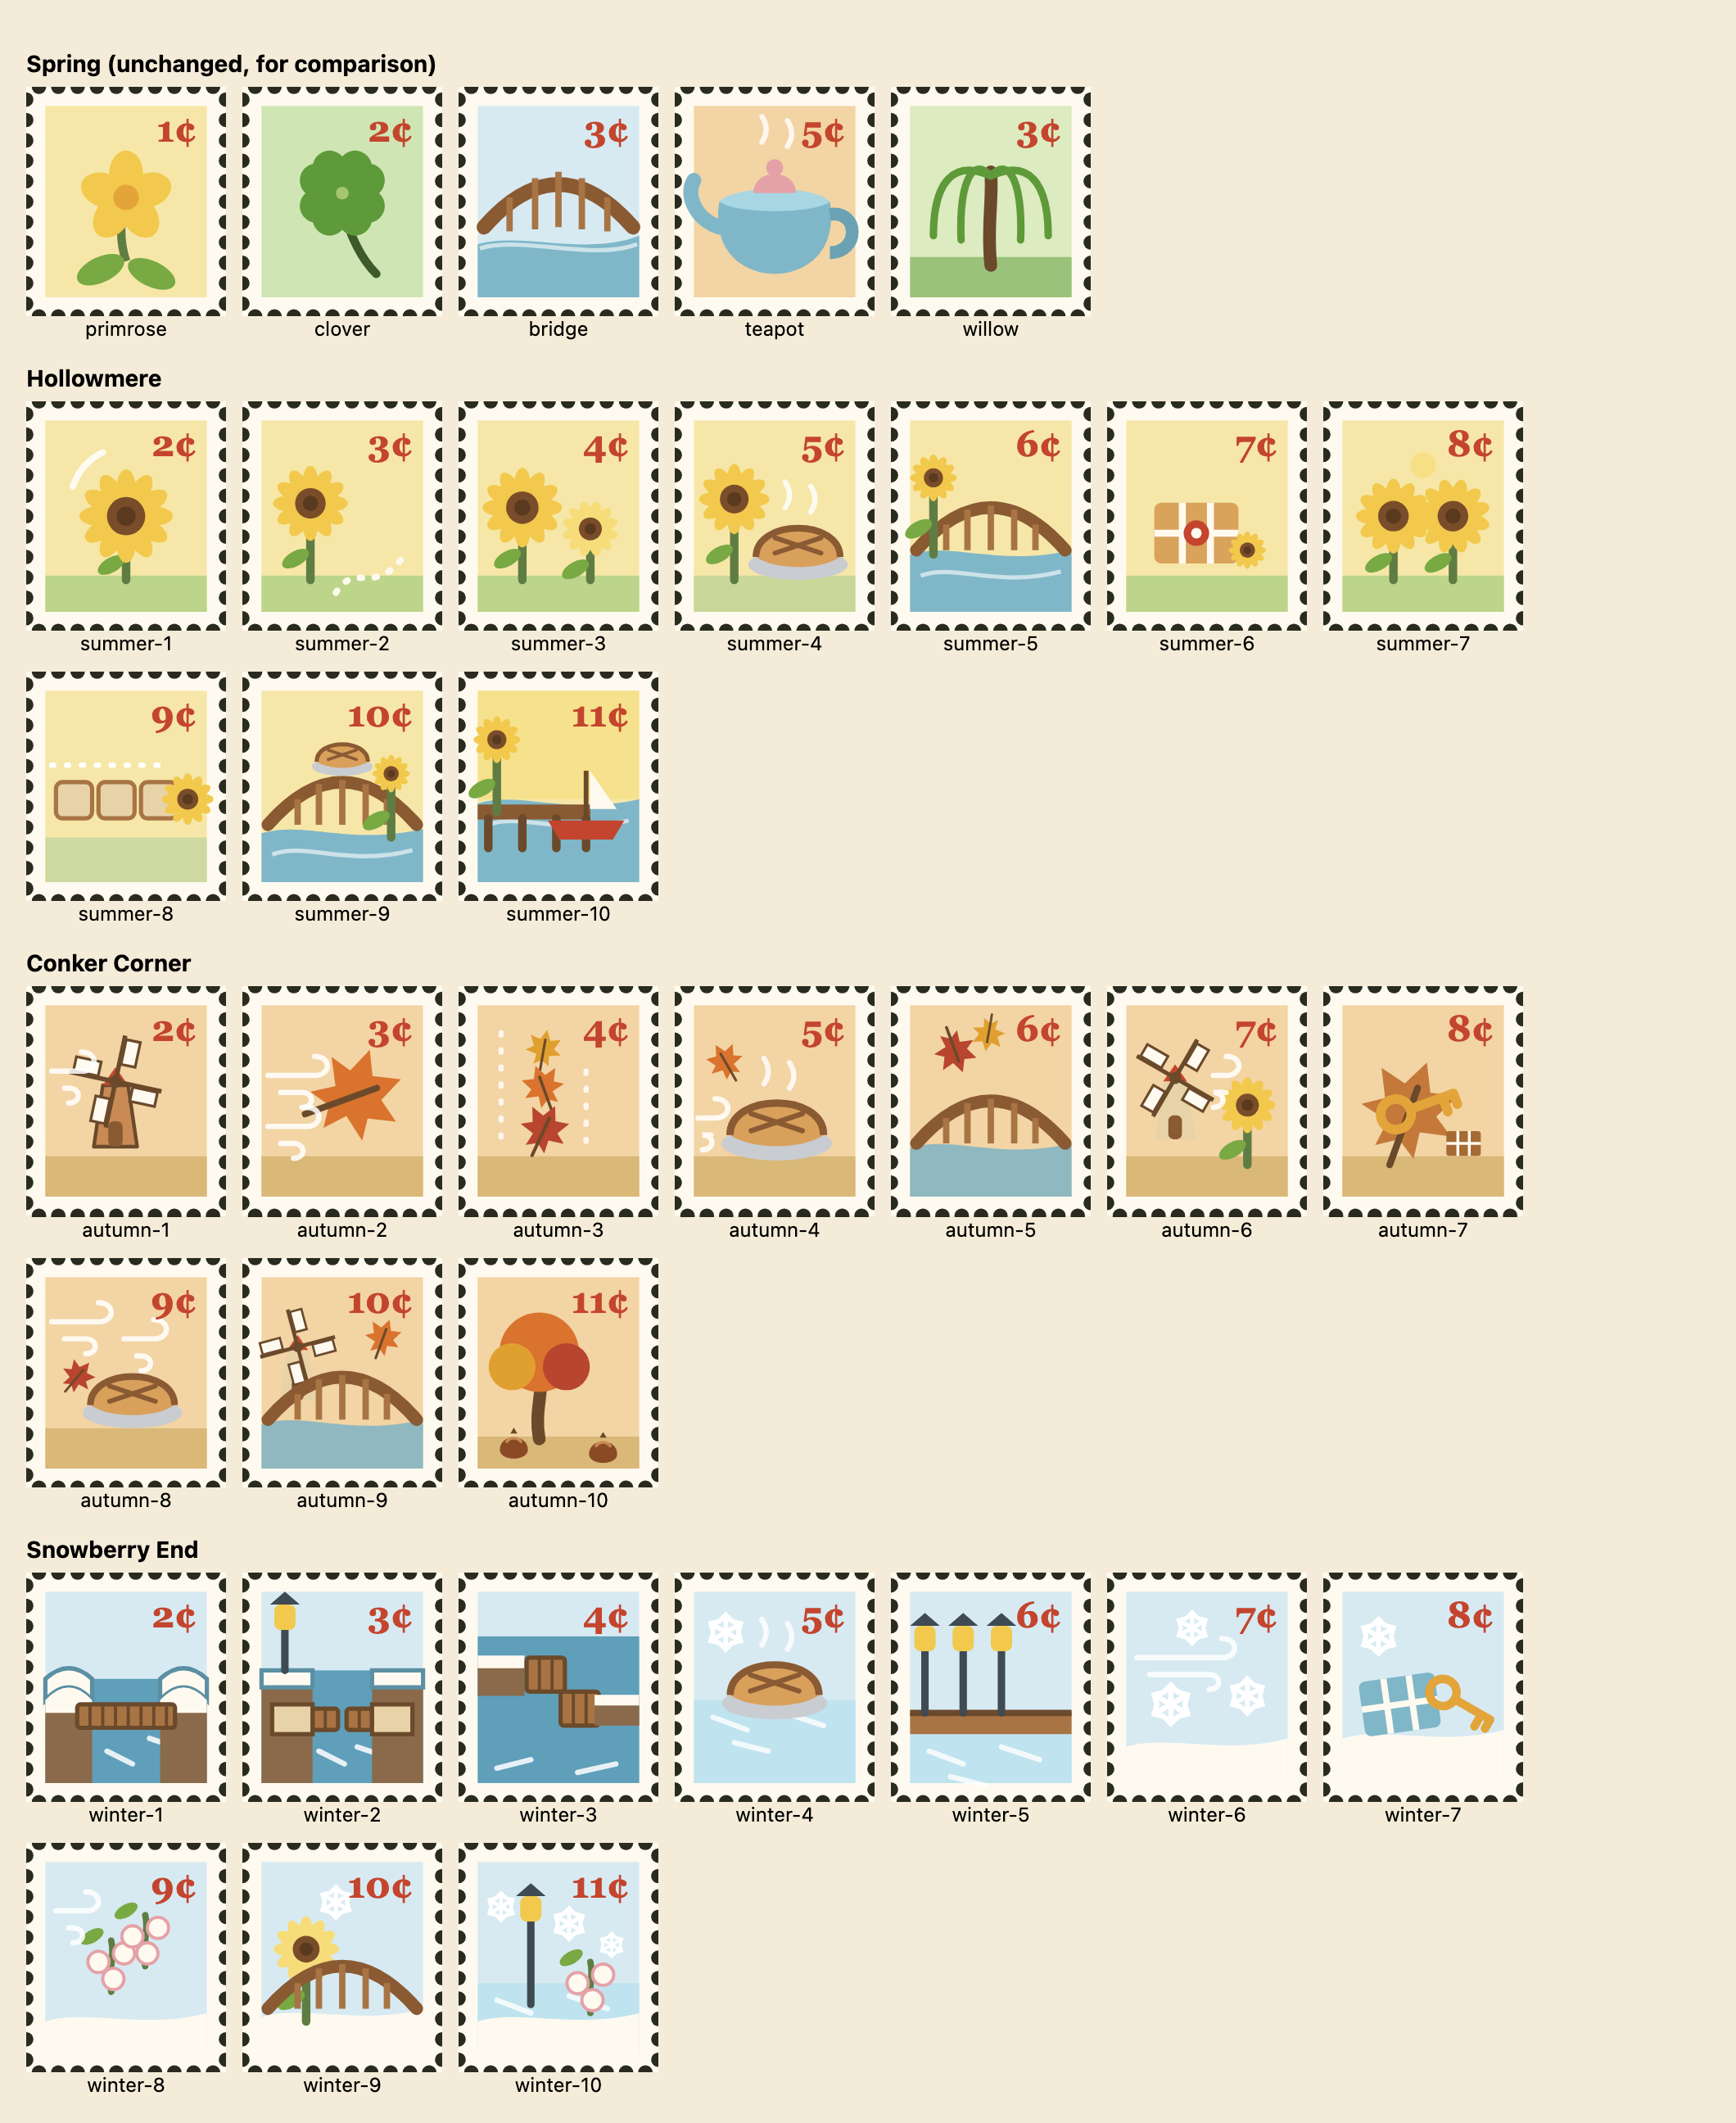 Spring (unchanged, for comparison)
1¢ 2¢ 3¢ 5¢ 3¢
primrose clover bridge teapot willow
Hollowmere
2¢ 3¢ 4¢ 5¢ 6¢ 7¢ 8¢
summer-1 summer-2 summer-3 summer-4 summer-5 summer-6 summer-7
9¢ 10¢ 11¢
summer-8 summer-9 summer-10
Conker Corner
2¢ 3¢ 4¢ 5¢ 6¢ 7¢ 8¢
autumn-1 autumn-2 autumn-3 autumn-4 autumn-5 autumn-6 autumn-7
9¢ 10¢ 11¢
autumn-8 autumn-9 autumn-10
Snowberry End
2¢ 3¢ 4¢ 5¢ 6¢ 7¢ 8¢
winter-1 winter-2 winter-3 winter-4 winter-5 winter-6 winter-7
9¢ 10¢ 11¢
winter-8 winter-9 winter-10